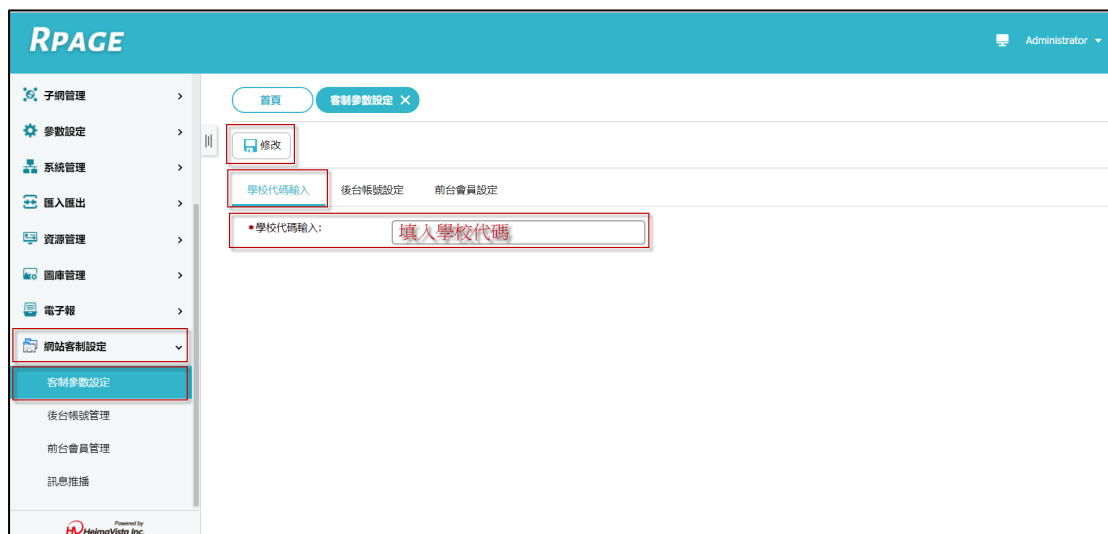 RPAGE
Administrator
子網管理
參數設定
系統管理
匯入匯出
資源管理
圖庫管理
電子報
網站客制設定
客制參數設定
後台帳號管理
前台會員管理
訊息推播
Powered by
HeimaVista Inc.
首頁 客制參數設定
修改
學校代碼輸入 後台帳號設定 前台會員設定
*學校代碼輸入: 填入學校代碼